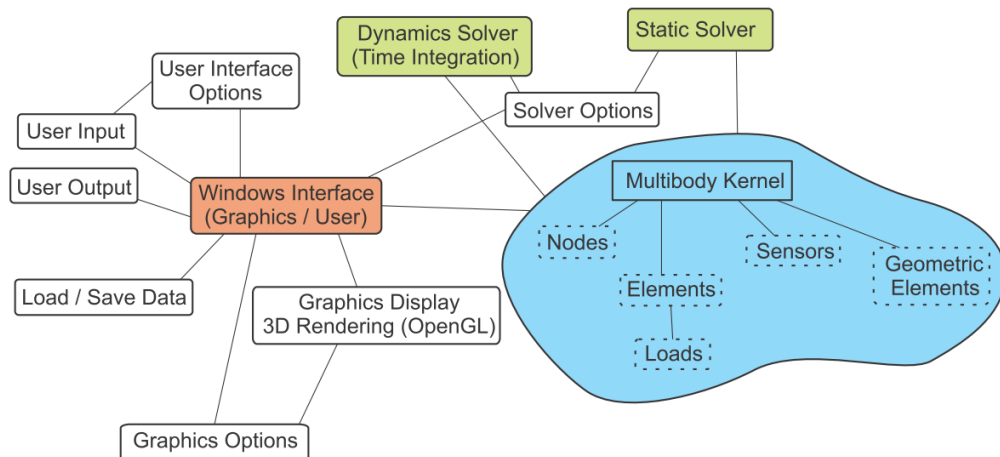 Dynamics Solver
(Time Integration)
Static Solver
User Interface
Options
Solver Options
User Input
User Output
Windows Interface
(Graphics / User)
Multibody Kernel
Nodes
Sensors
Geometric
Elements
Elements
Load / Save Data
Graphics Display
3D Rendering (OpenGL)
Loads
Graphics Options